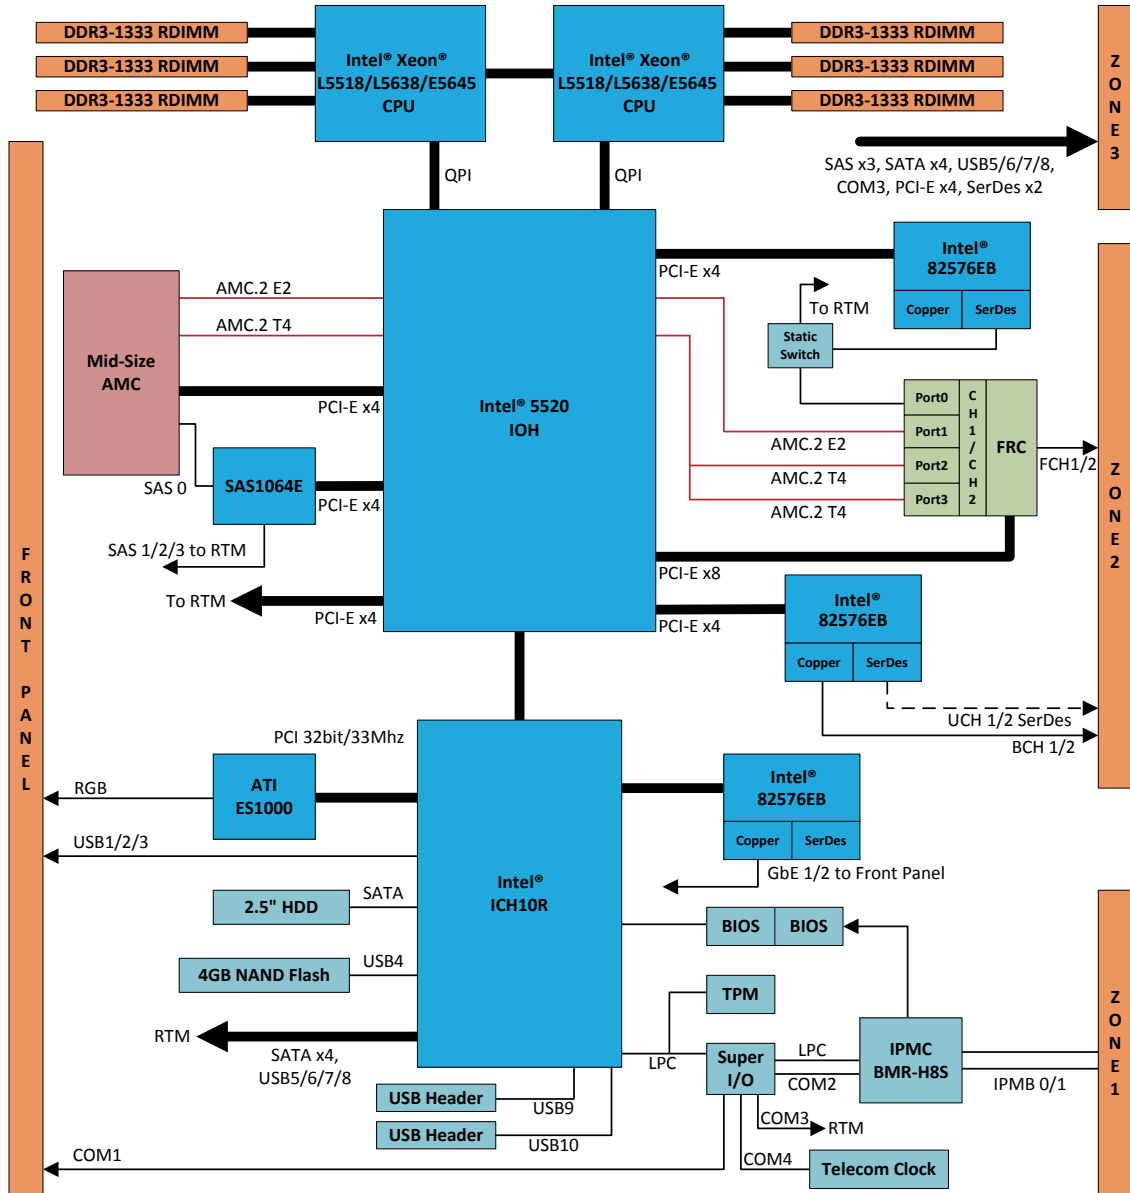 DDR3-1333 RDIMM
DDR3-1333 RDIMM
DDR3-1333 RDIMM
Intel® Xeon®
L5518/L5638/E5645
CPU
Intel® Xeon®
L5518/L5638/E5645
CPU
DDR3-1333 RDIMM
DDR3-1333 RDIMM
DDR3-1333 RDIMM
ZONE3
SAS x3, SATA x4, USB5/6/7/8,
COM3, PCI-E x4, SerDes x2
QPI
QPI
FRONT PANEL
Mid-Size
AMC
AMC.2 E2
AMC.2 T4
PCI-E x4
SAS 0
SAS1064E
PCI-E x4
SAS 1/2/3 to RTM
To RTM
PCI-E x4
Intel® 5520
IOH
PCI-E x4
Intel®
82576EB
Copper
SerDes
To RTM
Static
Switch
Port0
Port1
Port2
Port3
CH1/CH2
FRC
FCH1/2
AMC.2 E2
AMC.2 T4
AMC.2 T4
PCI-E x8
PCI-E x4
Intel®
82576EB
Copper
SerDes
UCH 1/2 SerDes
BCH 1/2
ZONE2
PCI 32bit/33Mhz
RGB
ATI
ES1000
USB1/2/3
2.5" HDD
SATA
4GB NAND Flash
USB4
RTM
SATA x4,
USB5/6/7/8
Intel®
ICH10R
Intel®
82576EB
Copper
SerDes
GbE 1/2 to Front Panel
BIOS
BIOS
TPM
LPC
Super
I/O
LPC
COM2
IPMC
BMR-H8S
IPMB 0/1
ZONE1
USB Header
USB9
USB Header
USB10
COM3
RTM
COM1
COM4
Telecom Clock